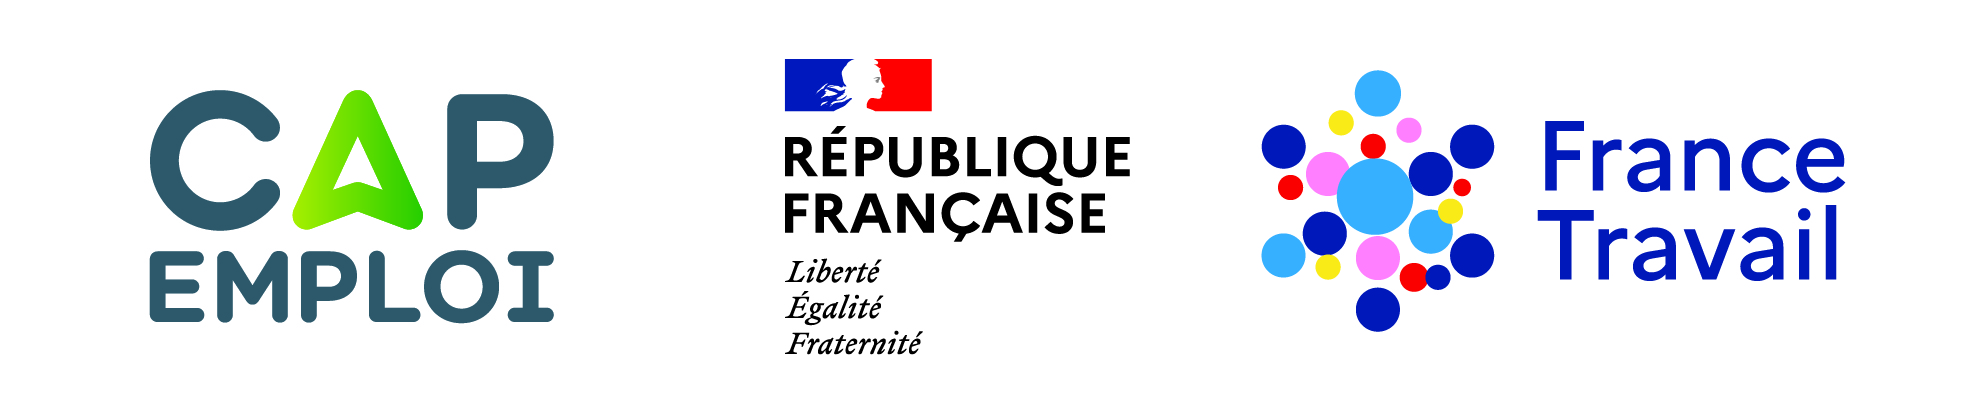 CAP
EMPLOI
RÉPUBLIQUE
FRANÇAISE
Liberté
Égalité
Fraternité
France
Travail